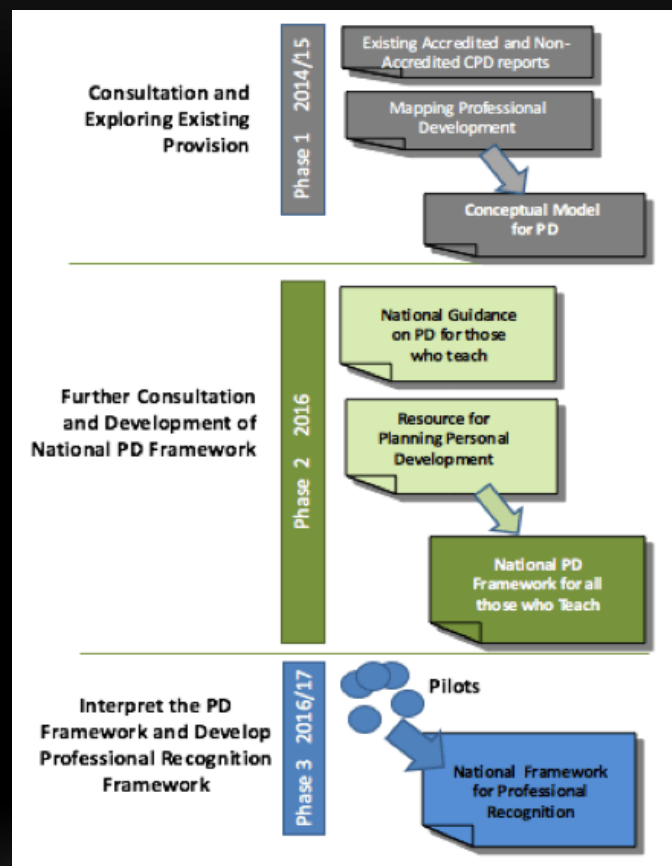 Consultation and
Exploring Existing
Provision
Phase 1 2014/15
Existing Accredited and Non-
Accredited CPD reports
Mapping Professional
Development
Conceptual Model
for PD
Further Consultation
and Development of
National PD Framework
Phase 2 2016
National Guidance
on PD for those
who teach
Resource for
Planning Personal
Development
National PD
Framework for all
those who Teach
Interpret the PD
Framework and Develop
Professional Recognition
Framework
Phase 3 2016/17
Pilots
National Framework
for Professional
Recognition